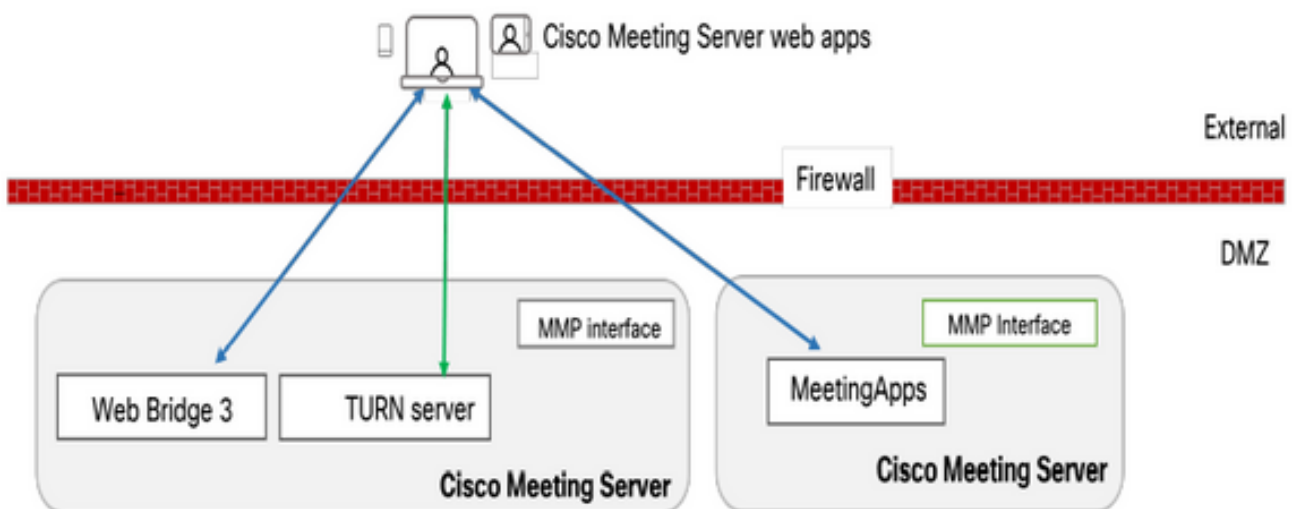 Cisco Meeting Server web apps
External
Firewall
DMZ
MMP interface
Web Bridge 3
TURN server
Cisco Meeting Server
MMP Interface
MeetingApps
Cisco Meeting Server